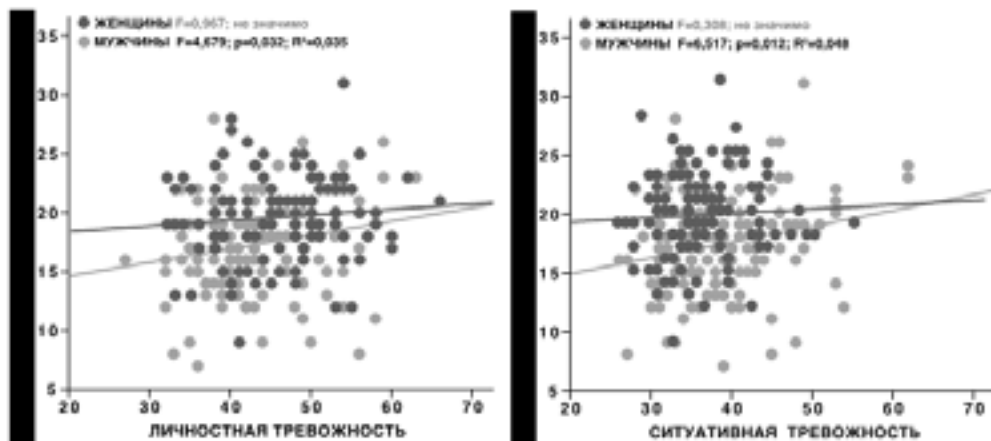 ЖЕНЩИНЫ F=0,967; не значимо
МУЖЧИНЫ F=4,679; p=0,032; R²=0,035
35
30
25
20
15
10
5
20 30 40 50 60 70
ЛИЧНОСТНАЯ ТРЕВОЖНОСТЬ
ЖЕНЩИНЫ F=0,308; не значимо
МУЖЧИНЫ F=6,517; p=0,012; R²=0,048
35
30
25
20
15
10
5
20 30 40 50 60 70
СИТУАТИВНАЯ ТРЕВОЖНОСТЬ